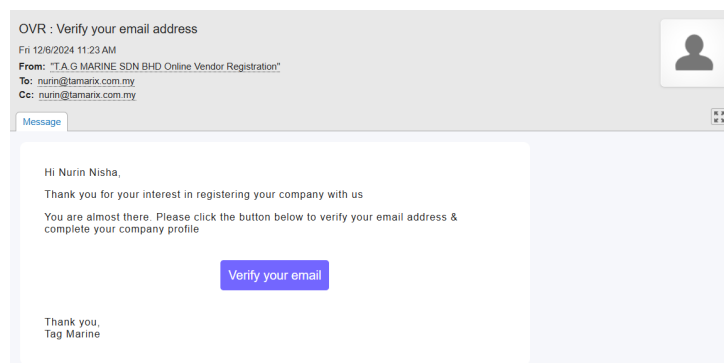 OVR : Verify your email address
Fri 12/6/2024 11:23 AM
From: "T.A.G MARINE SDN BHD Online Vendor Registration"
To: nurin@tamarix.com.my
Cc: nurin@tamarix.com.my
Message
Hi Nurin Nisha,
Thank you for your interest in registering your company with us
You are almost there. Please click the button below to verify your email address &
complete your company profile
Verify your email
Thank you,
Tag Marine